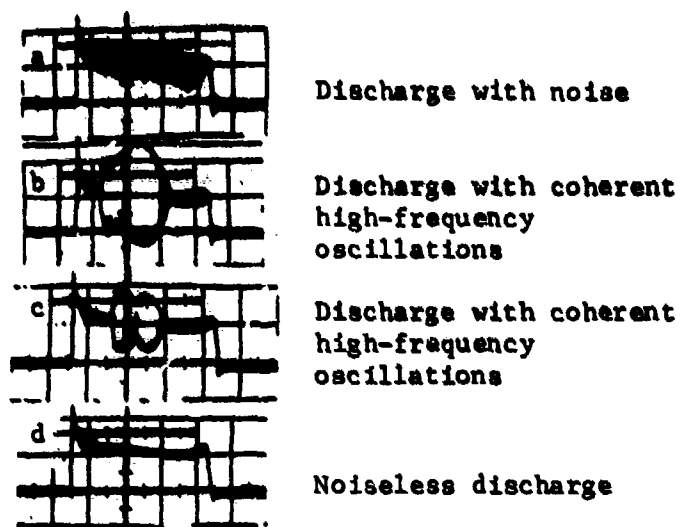 a
Discharge with noise
b
Discharge with coherent
high-frequency
oscillations
c
Discharge with coherent
high-frequency
oscillations
d
Noiseless discharge